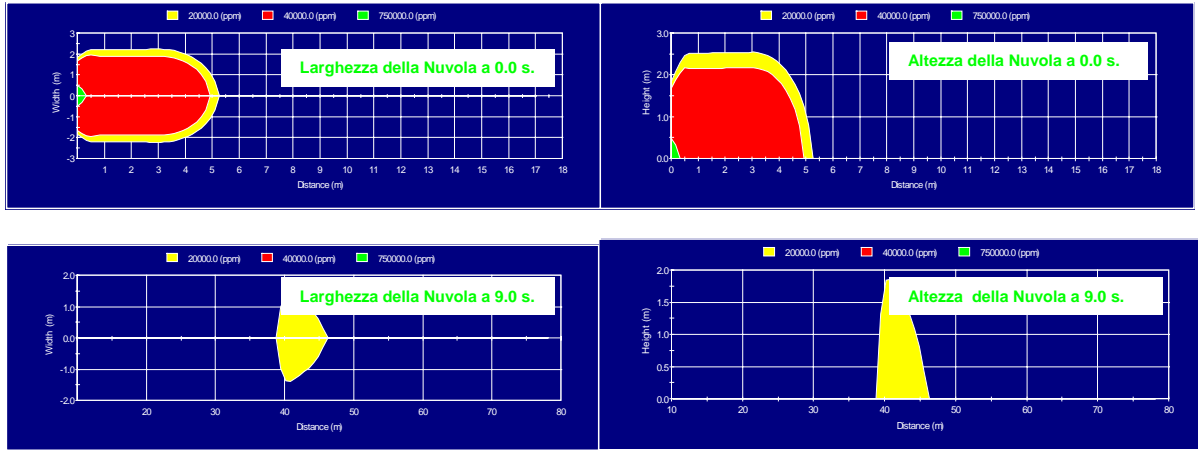 20000.0 (ppm) 40000.0 (ppm) 750000.0 (ppm)
Larghezza della Nuvola a 0.0 s.
Width (m)
3
2
1
0
-1
-2
-3
1 2 3 4 5 6 7 8 9 10 11 12 13 14 15 16 17 18
Distance (m)
20000.0 (ppm) 40000.0 (ppm) 750000.0 (ppm)
Altezza della Nuvola a 0.0 s.
Height (m)
3.0
2.0
1.0
0.0
0 1 2 3 4 5 6 7 8 9 10 11 12 13 14 15 16 17 18
Distance (m)
20000.0 (ppm) 40000.0 (ppm) 750000.0 (ppm)
Larghezza della Nuvola a 9.0 s.
Width (m)
2.0
1.0
0.0
-1.0
-2.0
20 30 40 50 60 70 80
Distance (m)
20000.0 (ppm) 40000.0 (ppm) 750000.0 (ppm)
Altezza della Nuvola a 9.0 s.
Height (m)
2.0
1.5
1.0
0.5
0.0
10 20 30 40 50 60 70 80
Distance (m)